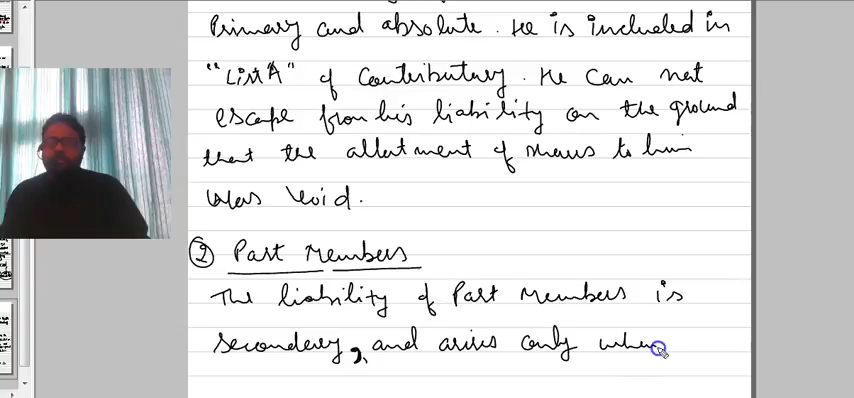 Primary and absolute. He is included in
"List A" of Contributary. He can not
escape from his liability on the ground
that the allotment of shares to him
was void.
② Past Members
The liability of Past Members is
secondery, and arises only when